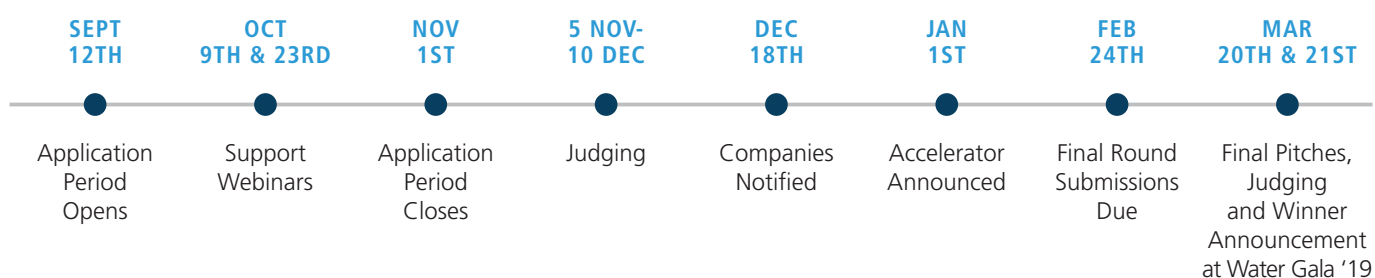 SEPT
12TH
OCT
9TH & 23RD
NOV
1ST
5 NOV-
10 DEC
DEC
18TH
JAN
1ST
FEB
24TH
MAR
20TH & 21ST
Application
Period
Opens
Support
Webinars
Application
Period
Closes
Judging
Companies
Notified
Accelerator
Announced
Final Round
Submissions
Due
Final Pitches,
Judging
and Winner
Announcement
at Water Gala ‘19